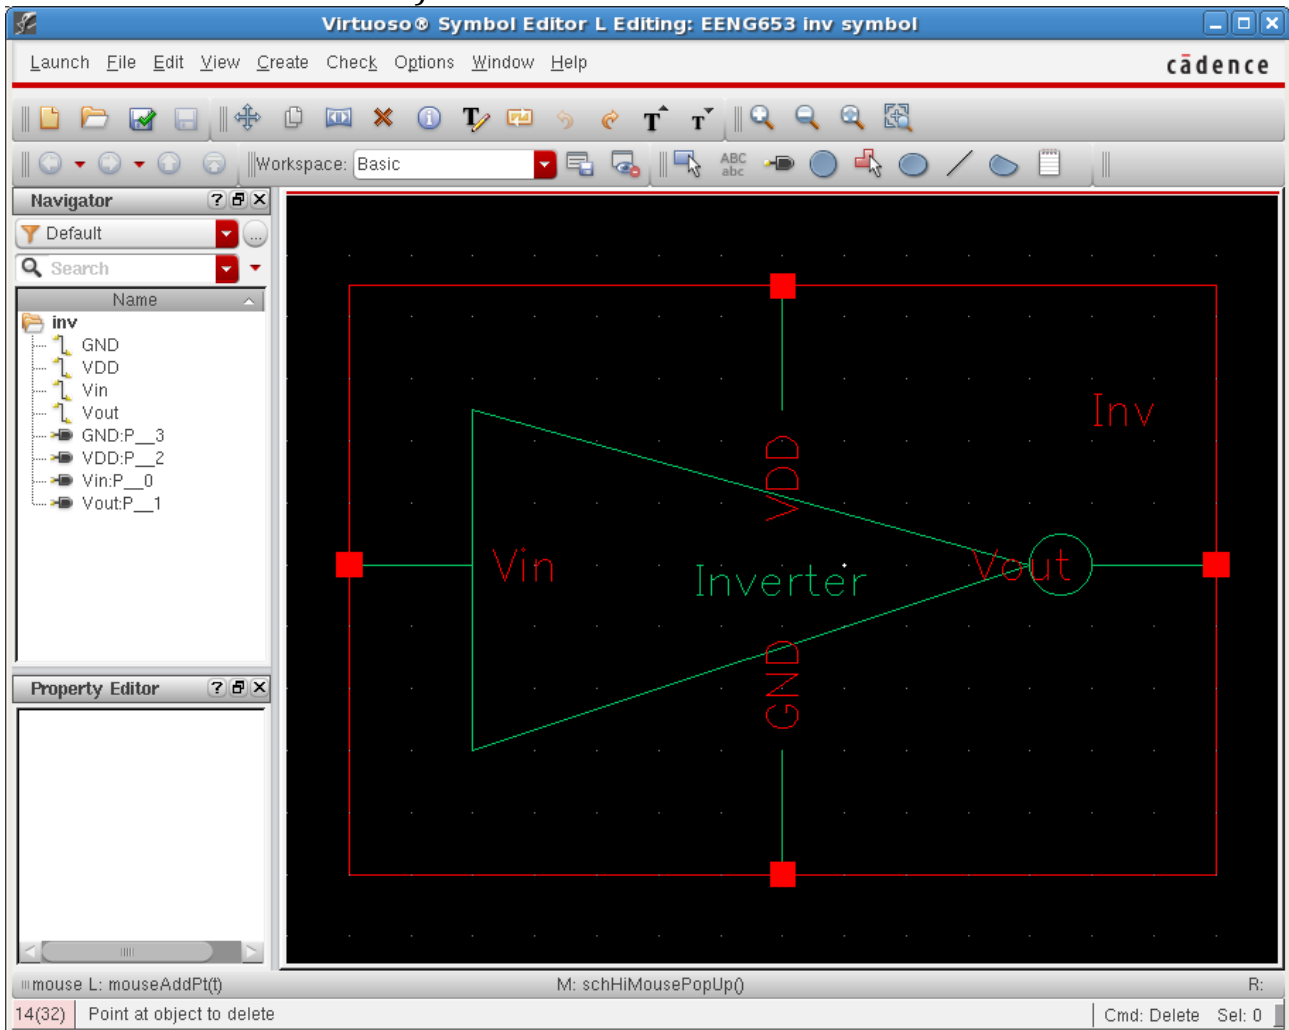 Virtuoso® Symbol Editor L Editing: EENG653 inv symbol
Launch File Edit View Create Check Options Window Help
cādence
T T T
Workspace: Basic
ABC
abc
Navigator
Default
Search
Name
inv
GND
VDD
Vin
Vout
GND:P__3
VDD:P__2
Vin:P__0
Vout:P__1
Property Editor
Inv
VDD
Vin
Inverter
Vout
GND
mouse L: mouseAddPt(t) M: schHiMousePopUp() R:
14(32) Point at object to delete Cmd: Delete Sel: 0